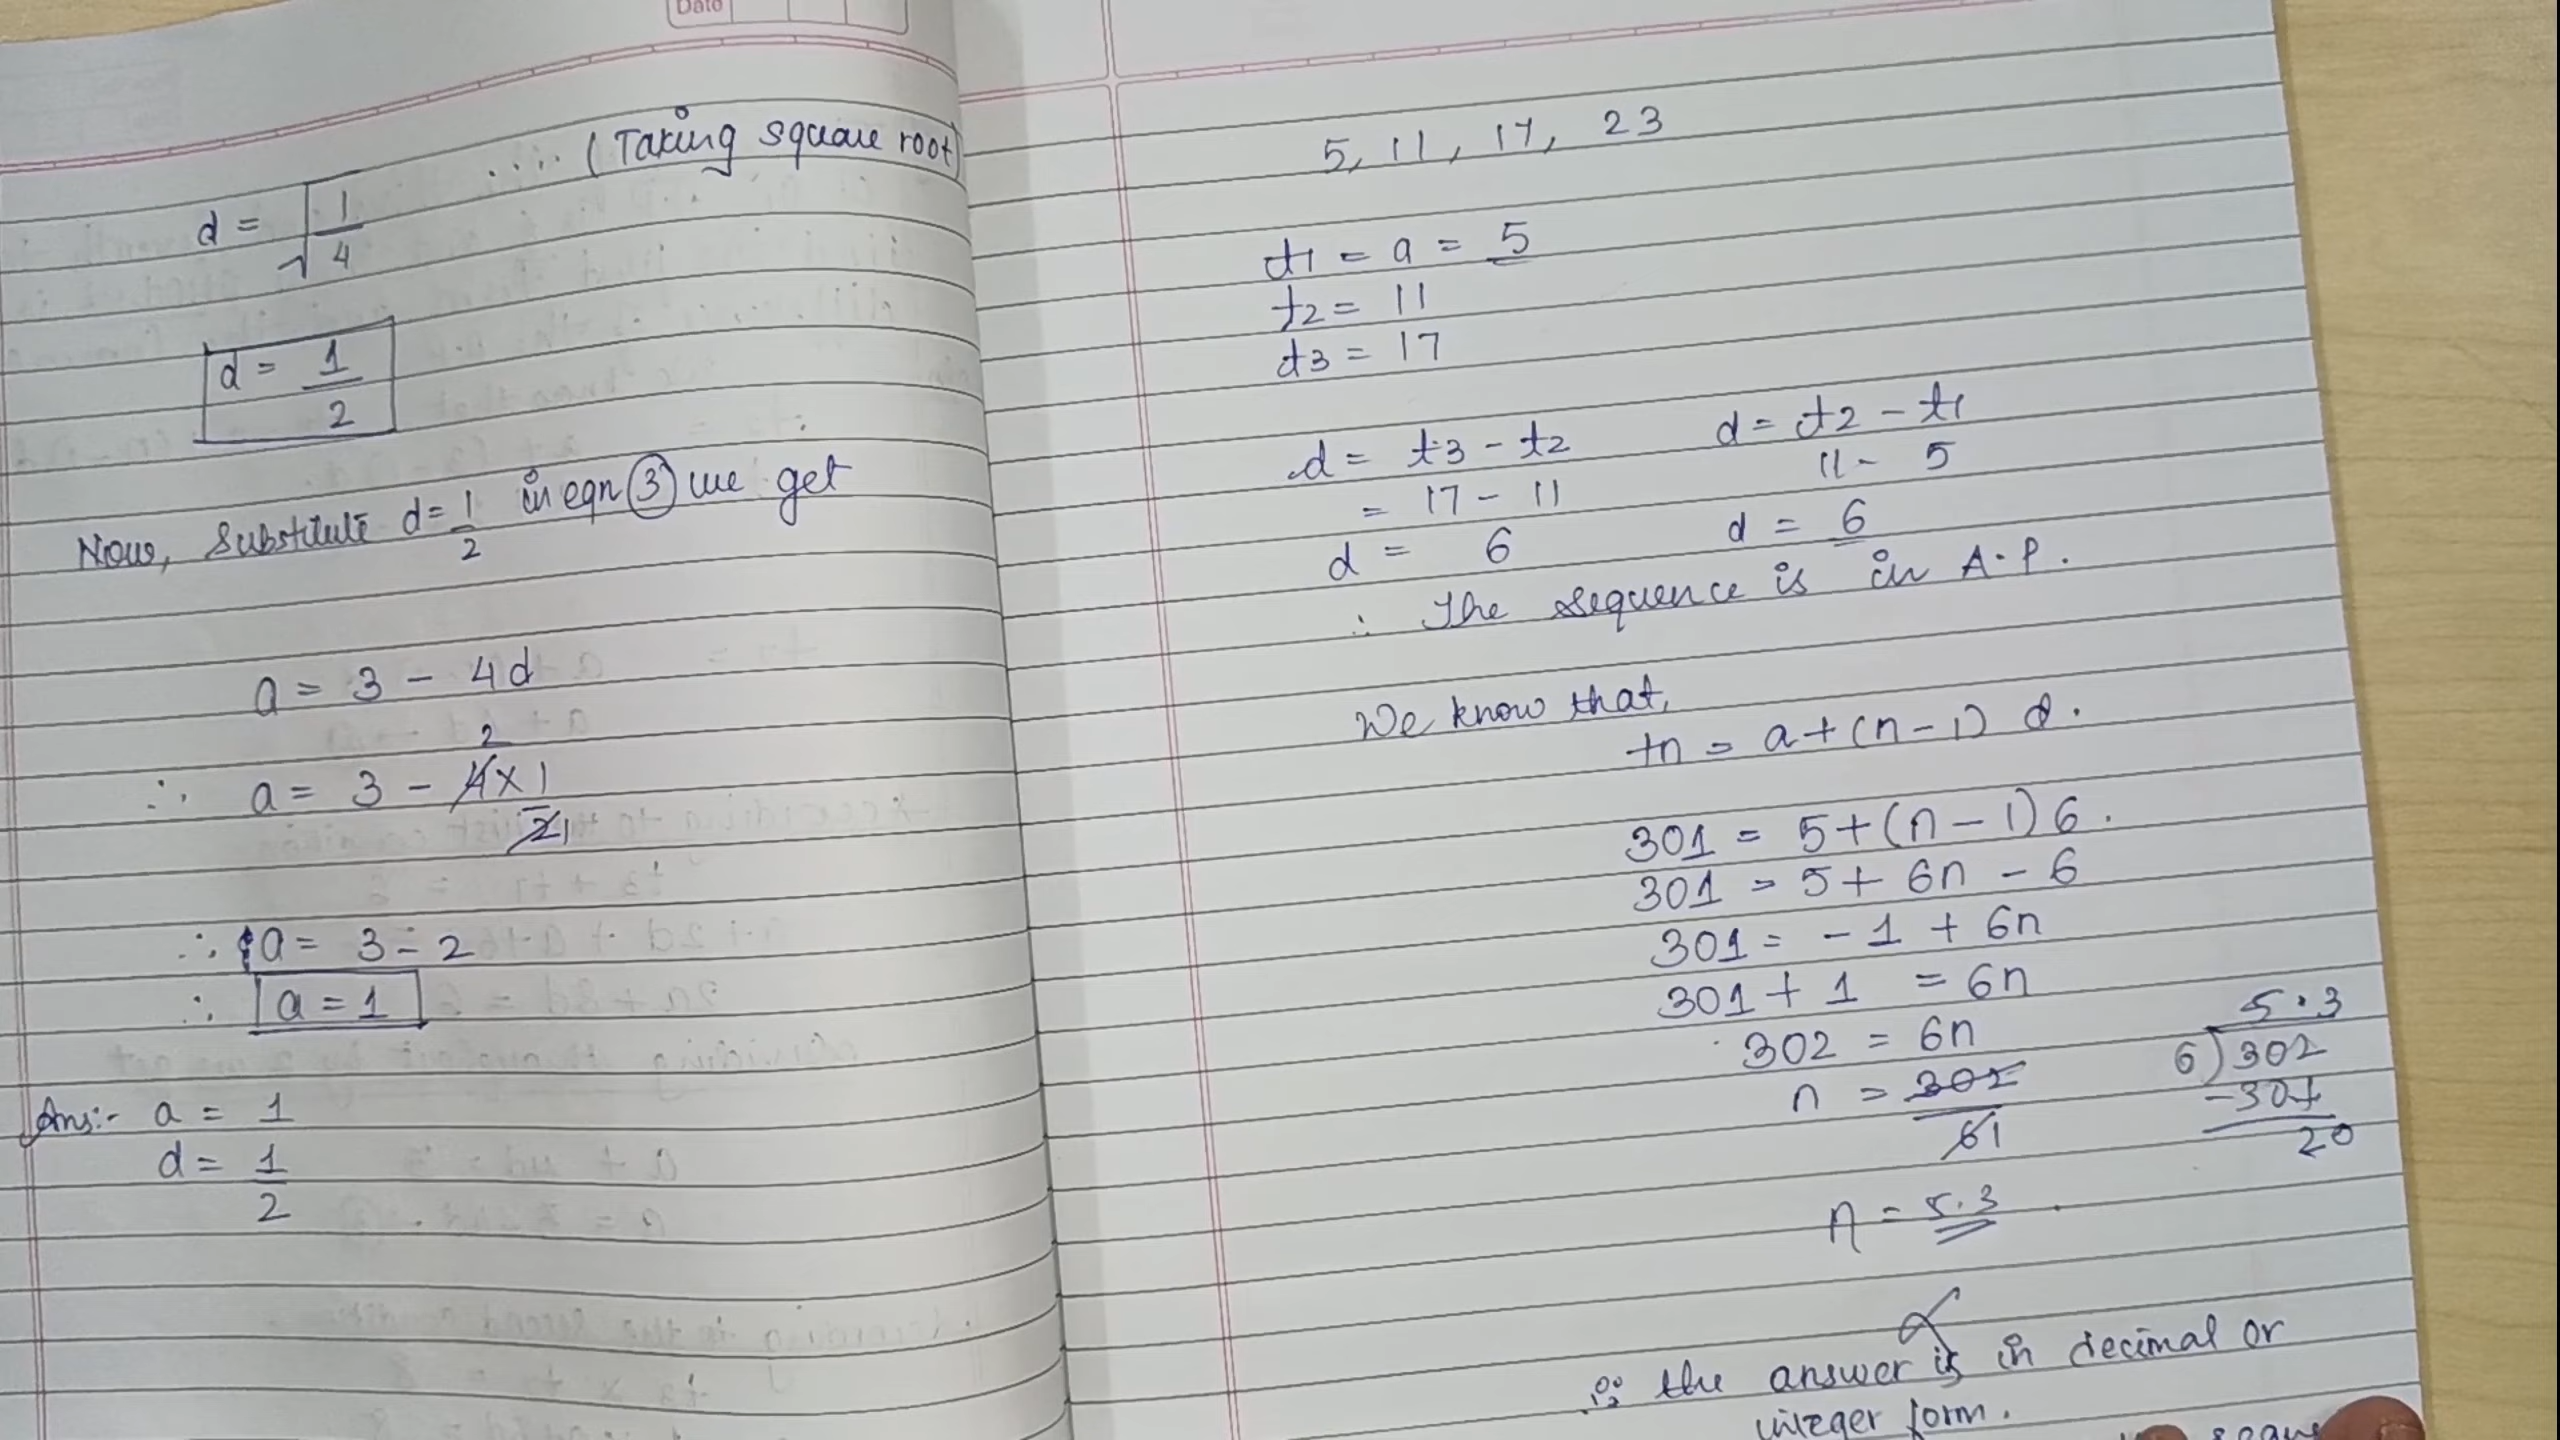 Date
.... (Taking square root)
d = √1/4
d = 1/2
Now, Substitute d = 1/2 in eqn ③ we get
a = 3 - 4d
∴ a = 3 - 4 2 × 1/2 1
∴ a = 3 - 2
∴ a = 1
Ans:- a = 1
d = 1/2
5, 11, 17, 23
t1 = a = 5
t2 = 11
t3 = 17
d = t3 - t2 d = t2 - t1
= 17 - 11 11 - 5
d = 6 d = 6
∴ The sequence is in A.P.
We know that,
tn = a + (n - 1) d.
301 = 5 + (n - 1) 6.
301 = 5 + 6n - 6
301 = - 1 + 6n
301 + 1 = 6n
302 = 6n
n = 302/6 1
5.3
6 ) 302
- 301
20
n = 5.3
∴ the answer is in decimal or
integer form.